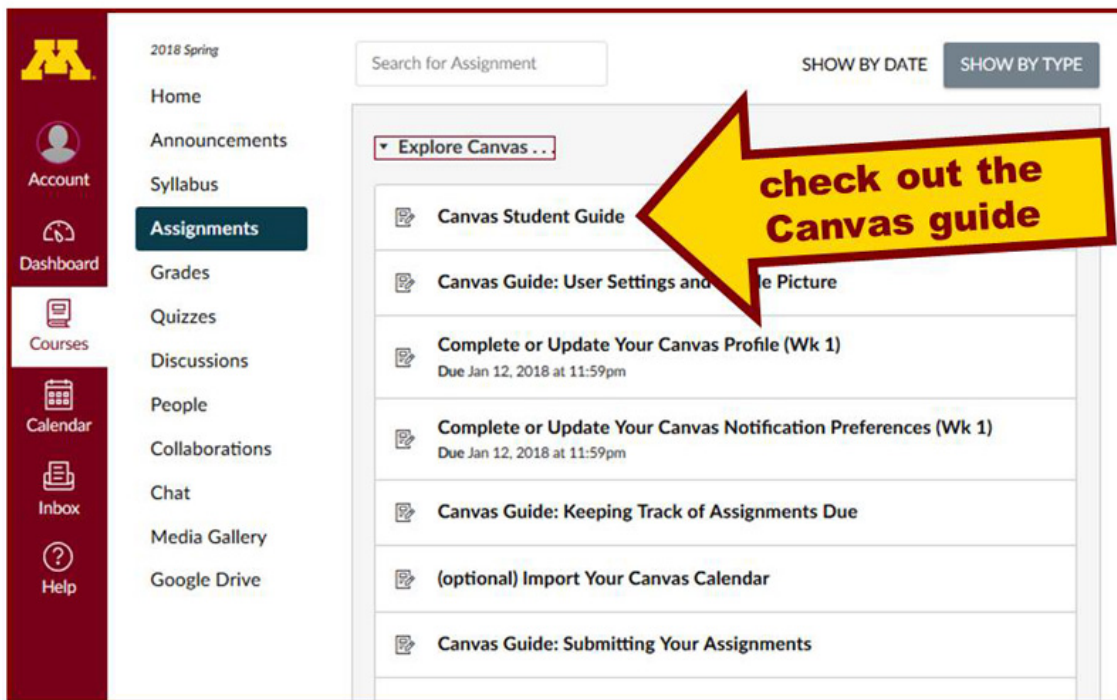 M
2018 Spring
Search for Assignment
SHOW BY DATE
SHOW BY TYPE
Account
Dashboard
Courses
Calendar
Inbox
Help
Home
Announcements
Syllabus
Assignments
Grades
Quizzes
Discussions
People
Collaborations
Chat
Media Gallery
Google Drive
Explore Canvas . . .
Canvas Student Guide
check out the
Canvas guide
Canvas Guide: User Settings and le Picture
Complete or Update Your Canvas Profile (Wk 1)
Due Jan 12, 2018 at 11:59pm
Complete or Update Your Canvas Notification Preferences (Wk 1)
Due Jan 12, 2018 at 11:59pm
Canvas Guide: Keeping Track of Assignments Due
(optional) Import Your Canvas Calendar
Canvas Guide: Submitting Your Assignments